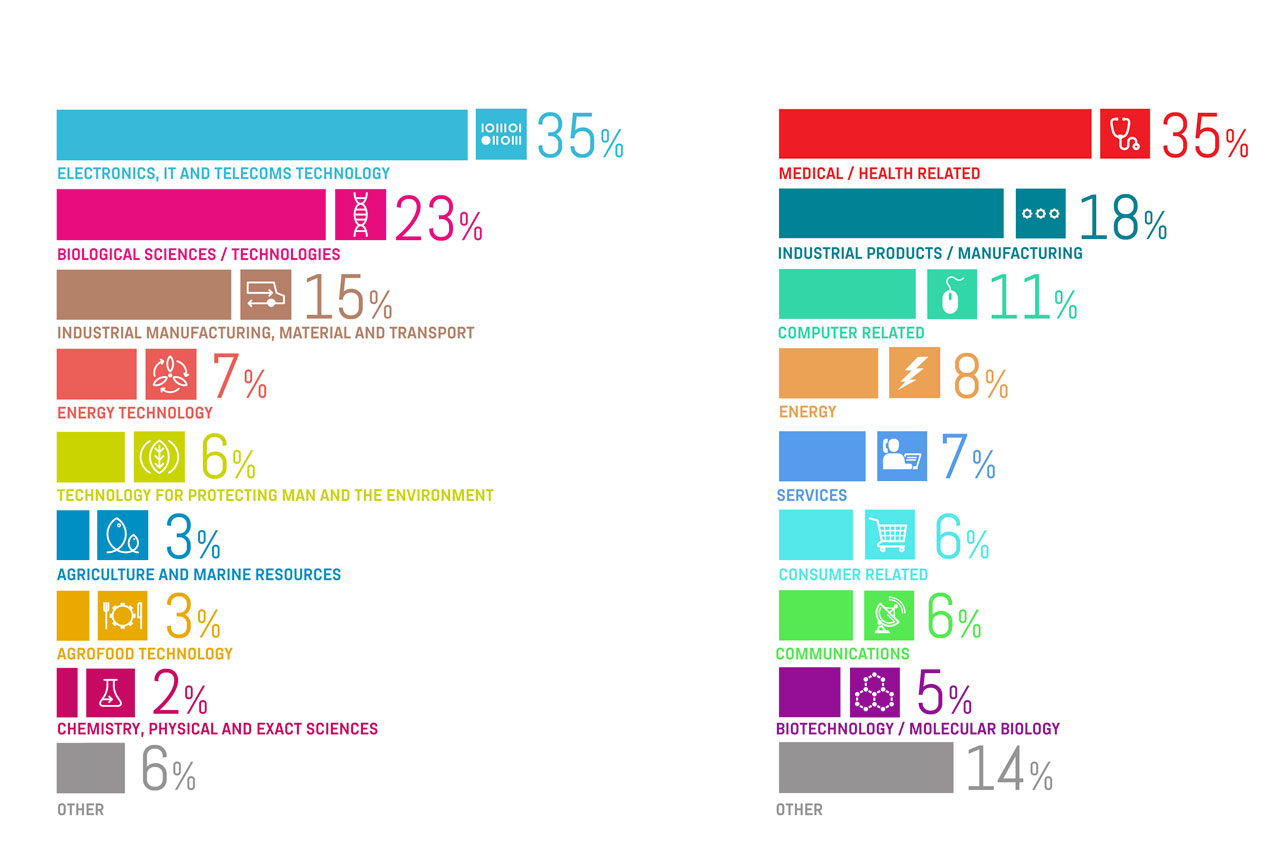 35%
ELECTRONICS, IT AND TELECOMS TECHNOLOGY
23%
BIOLOGICAL SCIENCES / TECHNOLOGIES
15%
INDUSTRIAL MANUFACTURING, MATERIAL AND TRANSPORT
7%
ENERGY TECHNOLOGY
6%
TECHNOLOGY FOR PROTECTING MAN AND THE ENVIRONMENT
3%
AGRICULTURE AND MARINE RESOURCES
3%
AGROFOOD TECHNOLOGY
2%
CHEMISTRY, PHYSICAL AND EXACT SCIENCES
6%
OTHER
35%
MEDICAL / HEALTH RELATED
18%
INDUSTRIAL PRODUCTS / MANUFACTURING
11%
COMPUTER RELATED
8%
ENERGY
7%
SERVICES
6%
CONSUMER RELATED
6%
COMMUNICATIONS
5%
BIOTECHNOLOGY / MOLECULAR BIOLOGY
14%
OTHER